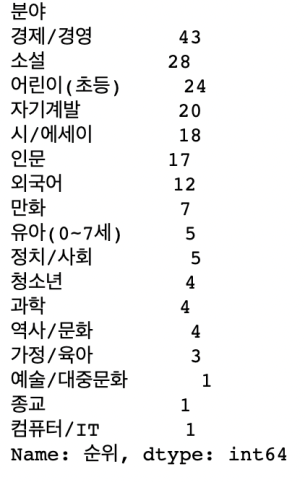 분야
경제/경영 43
소설 28
어린이(초등) 24
자기계발 20
시/에세이 18
인문 17
외국어 12
만화 7
유아(0~7세) 5
정치/사회 5
청소년 4
과학 4
역사/문화 4
가정/육아 3
예술/대중문화 1
종교 1
컴퓨터/IT 1
Name: 순위, dtype: int64